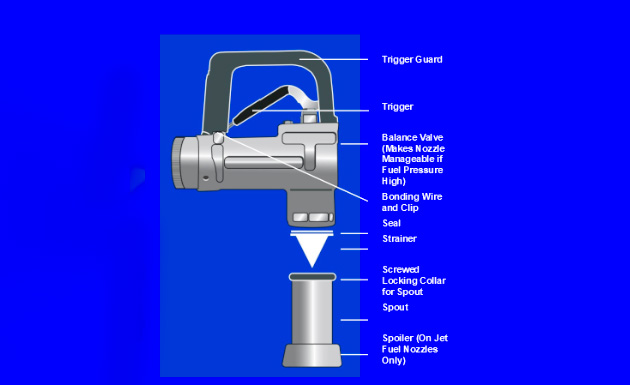 Trigger Guard
Trigger
Balance Valve
(Makes Nozzle
Manageable if
Fuel Pressure
High)
Bonding Wire
and Clip
Seal
Strainer
Screwed
Locking Collar
for Spout
Spout
Spoiler (On Jet
Fuel Nozzles
Only)